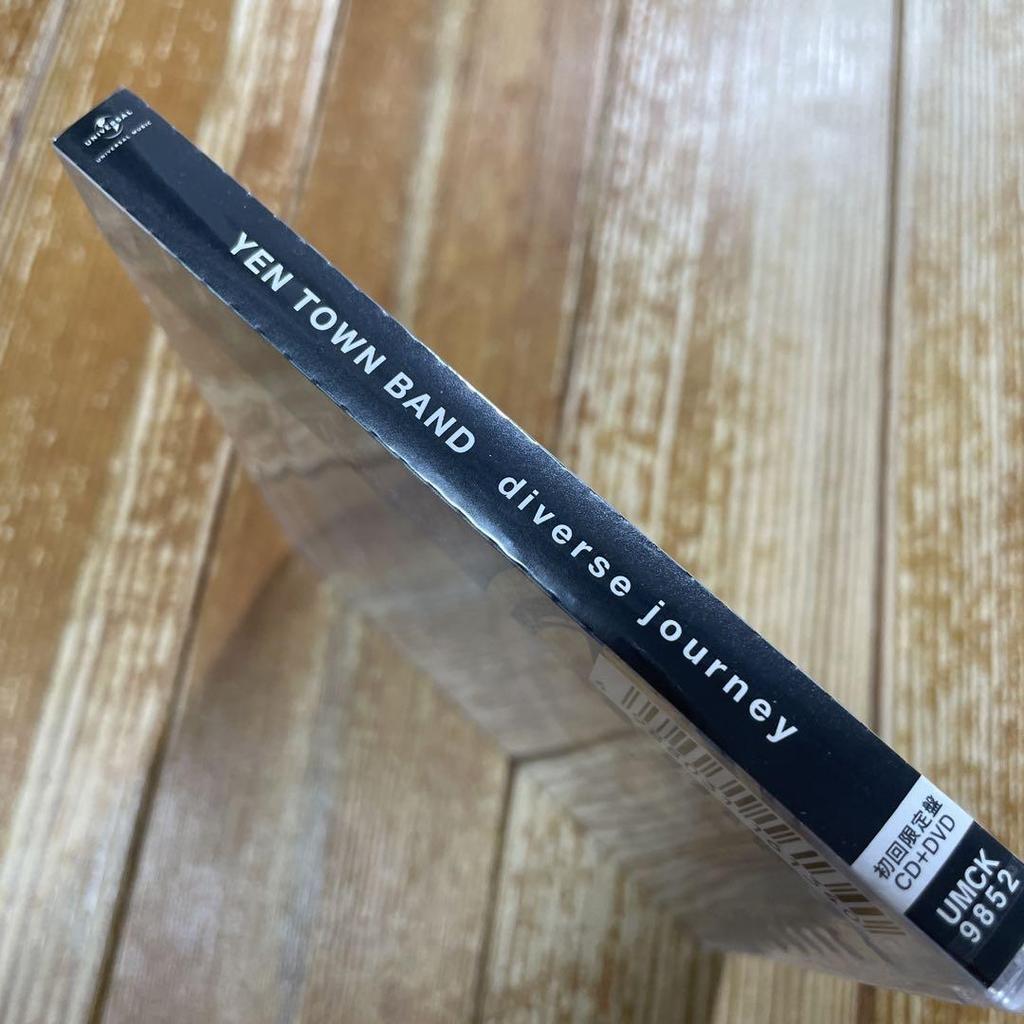 UNIVERSAL
UNIVERSAL MUSIC
YEN TOWN BAND diverse journey
初回限定盤
CD+DVD
UMCK
9852